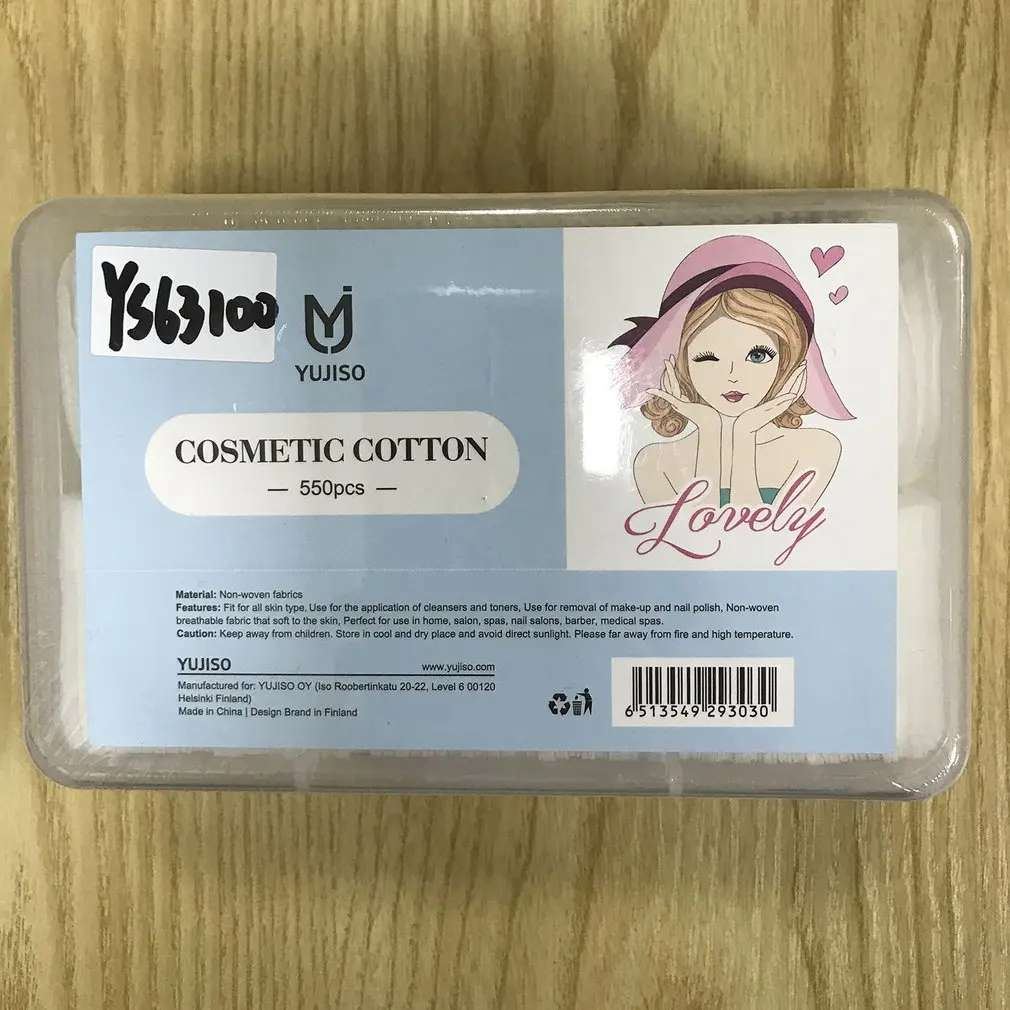 YS63100
YUJISO
COSMETIC COTTON
— 550pcs —
Lovely
Material: Non-woven fabrics
Features: Fit for all skin type, Use for the application of cleansers and toners, Use for removal of make-up and nail polish, Non-woven
breathable fabric that soft to the skin, Perfect for use in home, salon, spas, nail salons, barber, medical spas.
Caution: Keep away from children. Store in cool and dry place and avoid direct sunlight. Please far away from fire and high temperature.
YUJISO
www.yujiso.com
Manufactured for: YUJISO OY (Iso Roobertinkatu 20-22, Level 6 00120
Helsinki Finland)
Made in China | Design Brand in Finland
6 513549 293030